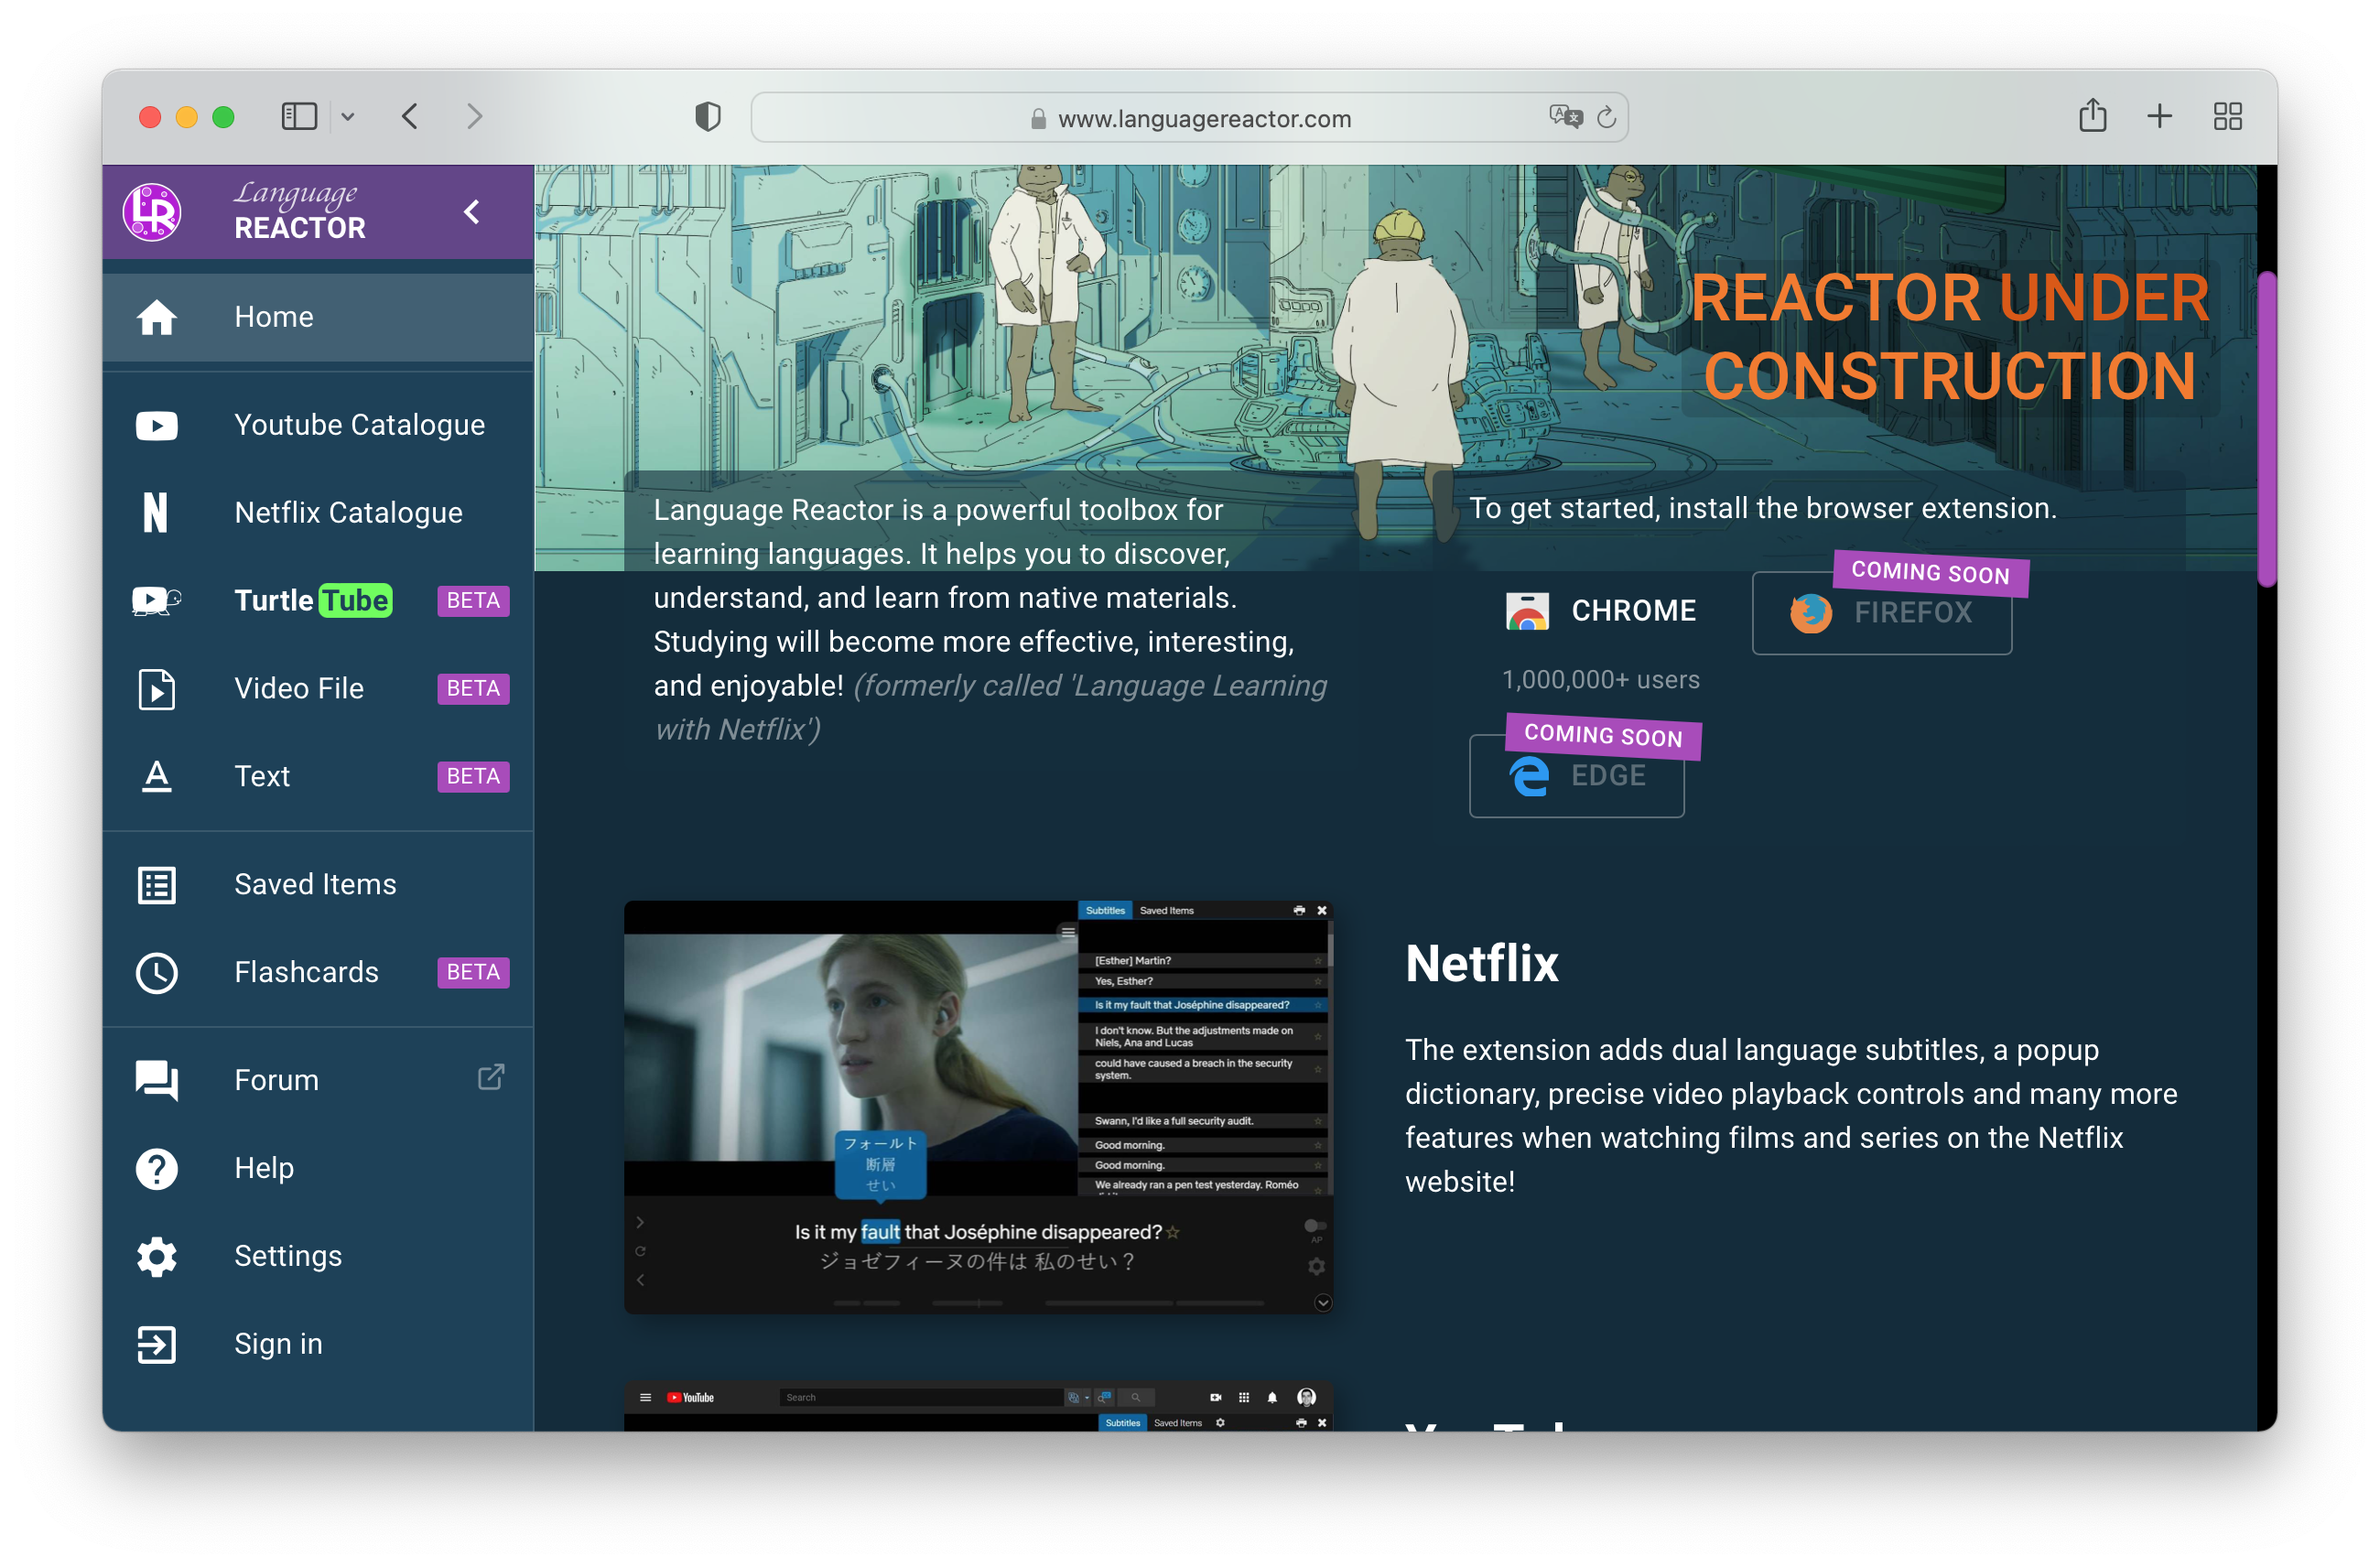 www.languagereactor.com
LR
Language
REACTOR
Home
Youtube Catalogue
N
Netflix Catalogue
Turtle Tube BETA
Video File BETA
A
Text BETA
Saved Items
Flashcards BETA
Forum
?
Help
Settings
Sign in
REACTOR UNDER
CONSTRUCTION
Language Reactor is a powerful toolbox for
learning languages. It helps you to discover,
understand, and learn from native materials.
Studying will become more effective, interesting,
and enjoyable! (formerly called 'Language Learning
with Netflix')
To get started, install the browser extension.
CHROME
1,000,000+ users
COMING SOON
FIREFOX
COMING SOON
EDGE
Subtitles Saved Items
[Esther] Martin?
Yes, Esther?
Is it my fault that Joséphine disappeared?
I don't know. But the adjustments made on
Niels, Ana and Lucas
could have caused a breach in the security
system.
Swann, I'd like a full security audit.
Good morning.
Good morning.
We already ran a pen test yesterday. Roméo
フォールト
断層
せい
Is it my fault that Joséphine disappeared?
ジョゼフィーヌの件は 私のせい？
AP
Netflix
The extension adds dual language subtitles, a popup
dictionary, precise video playback controls and many more
features when watching films and series on the Netflix
website!
YouTube Search
Subtitles Saved Items